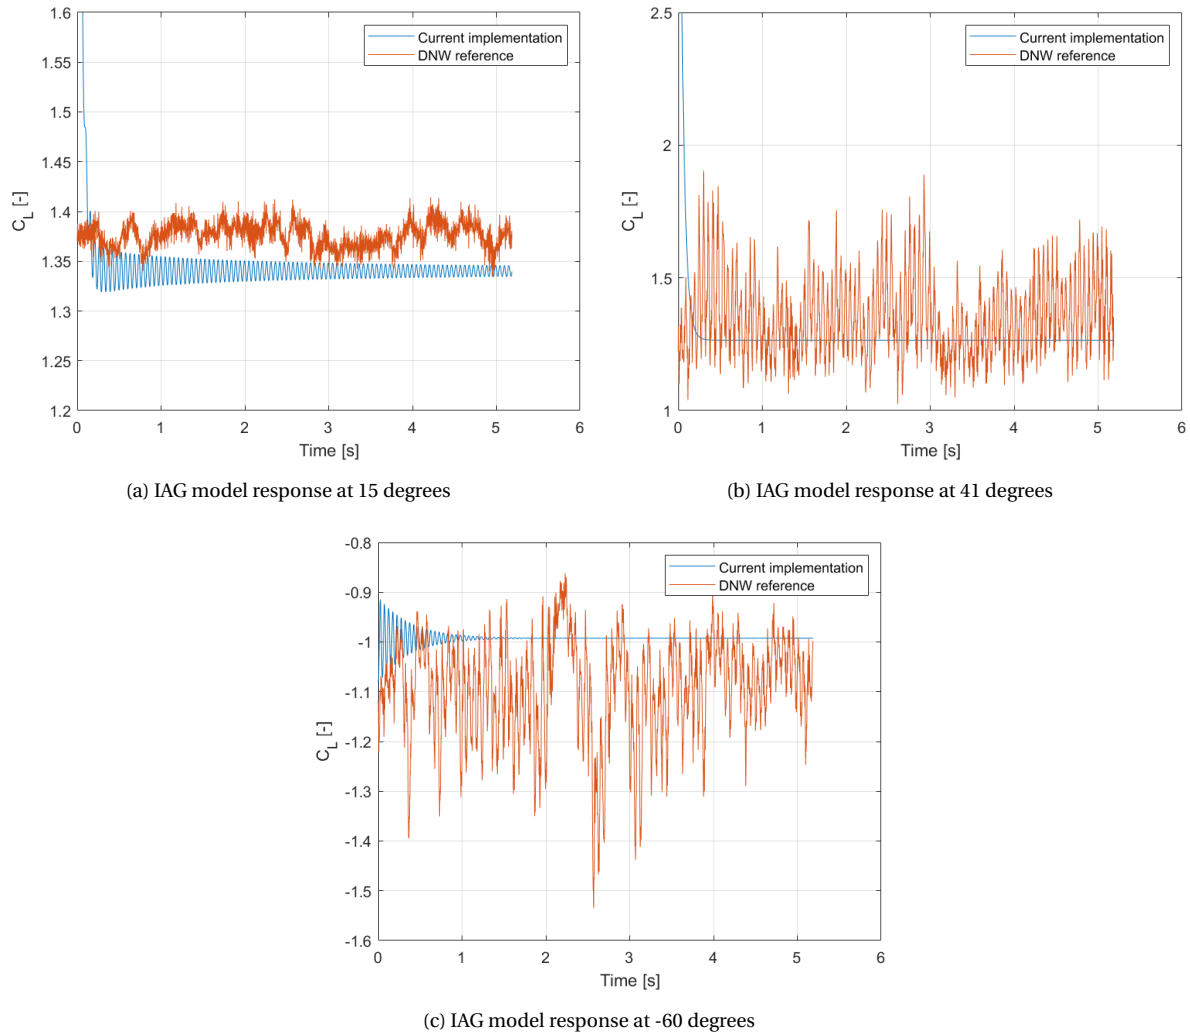 1.6
1.55
1.5
1.45
1.4
1.35
1.3
1.25
1.2
C_L [-]
0 1 2 3 4 5 6
Time [s]
Current implementation
DNW reference
(a) IAG model response at 15 degrees
2.5
2
1.5
1
C_L [-]
0 1 2 3 4 5 6
Time [s]
Current implementation
DNW reference
(b) IAG model response at 41 degrees
-0.8
-0.9
-1
-1.1
-1.2
-1.3
-1.4
-1.5
-1.6
C_L [-]
0 1 2 3 4 5 6
Time [s]
Current implementation
DNW reference
(c) IAG model response at -60 degrees